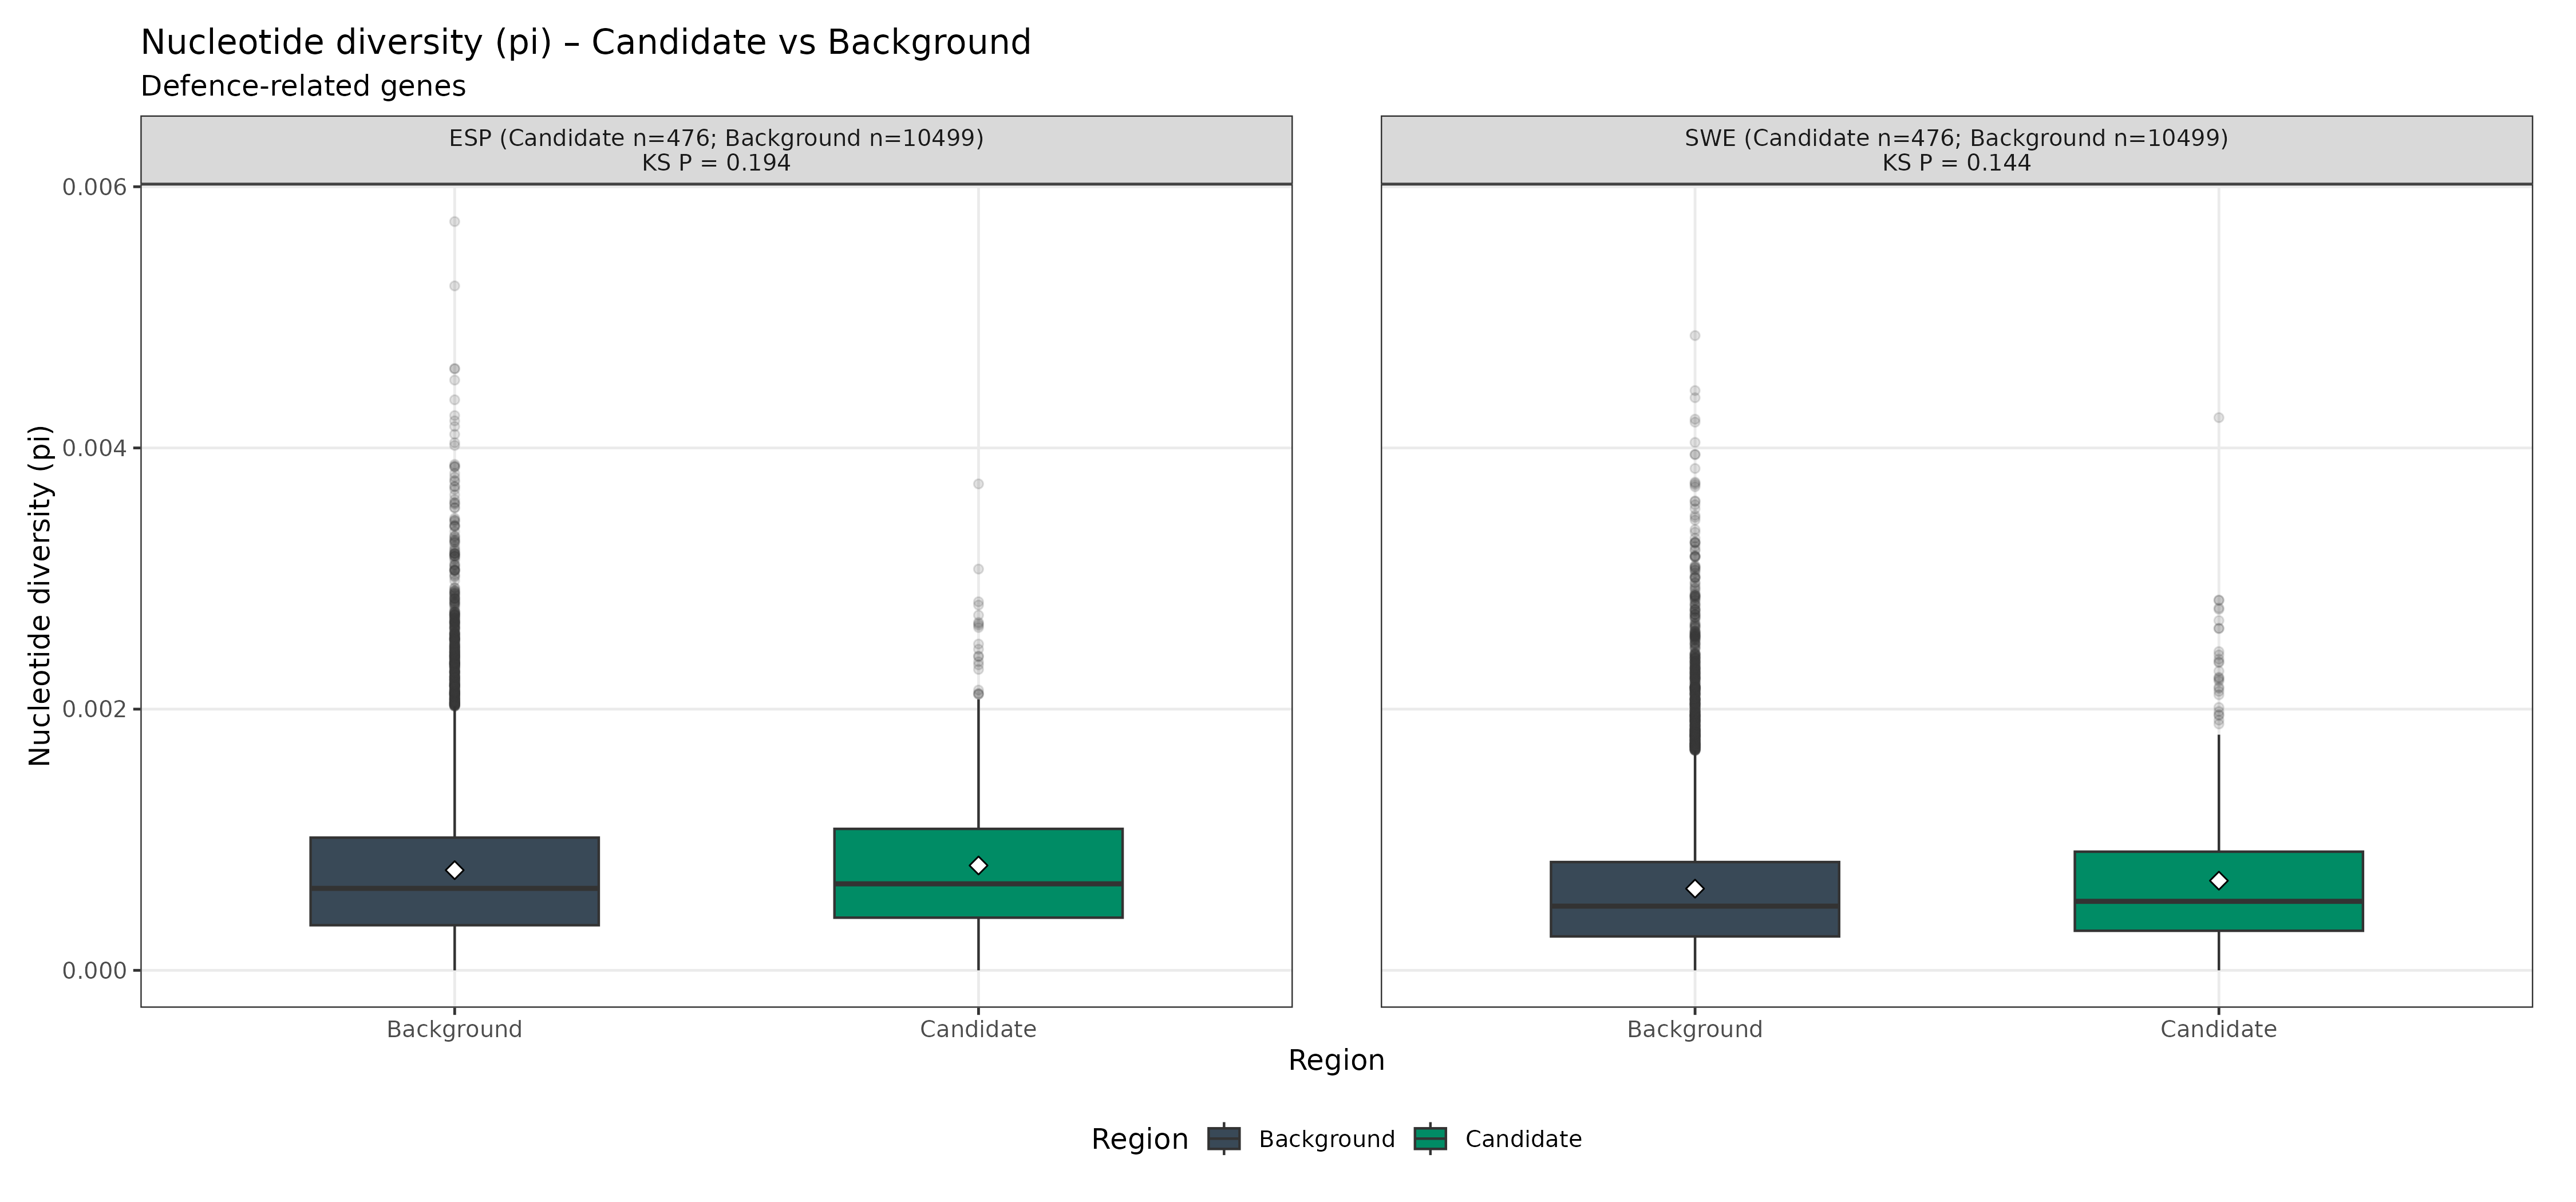 Nucleotide diversity (pi) – Candidate vs Background
Defence-related genes
ESP (Candidate n=476; Background n=10499)
KS P = 0.194
SWE (Candidate n=476; Background n=10499)
KS P = 0.144
Nucleotide diversity (pi)
0.006
0.004
0.002
0.000
Background
Candidate
Background
Candidate
Region
Region
Background
Candidate